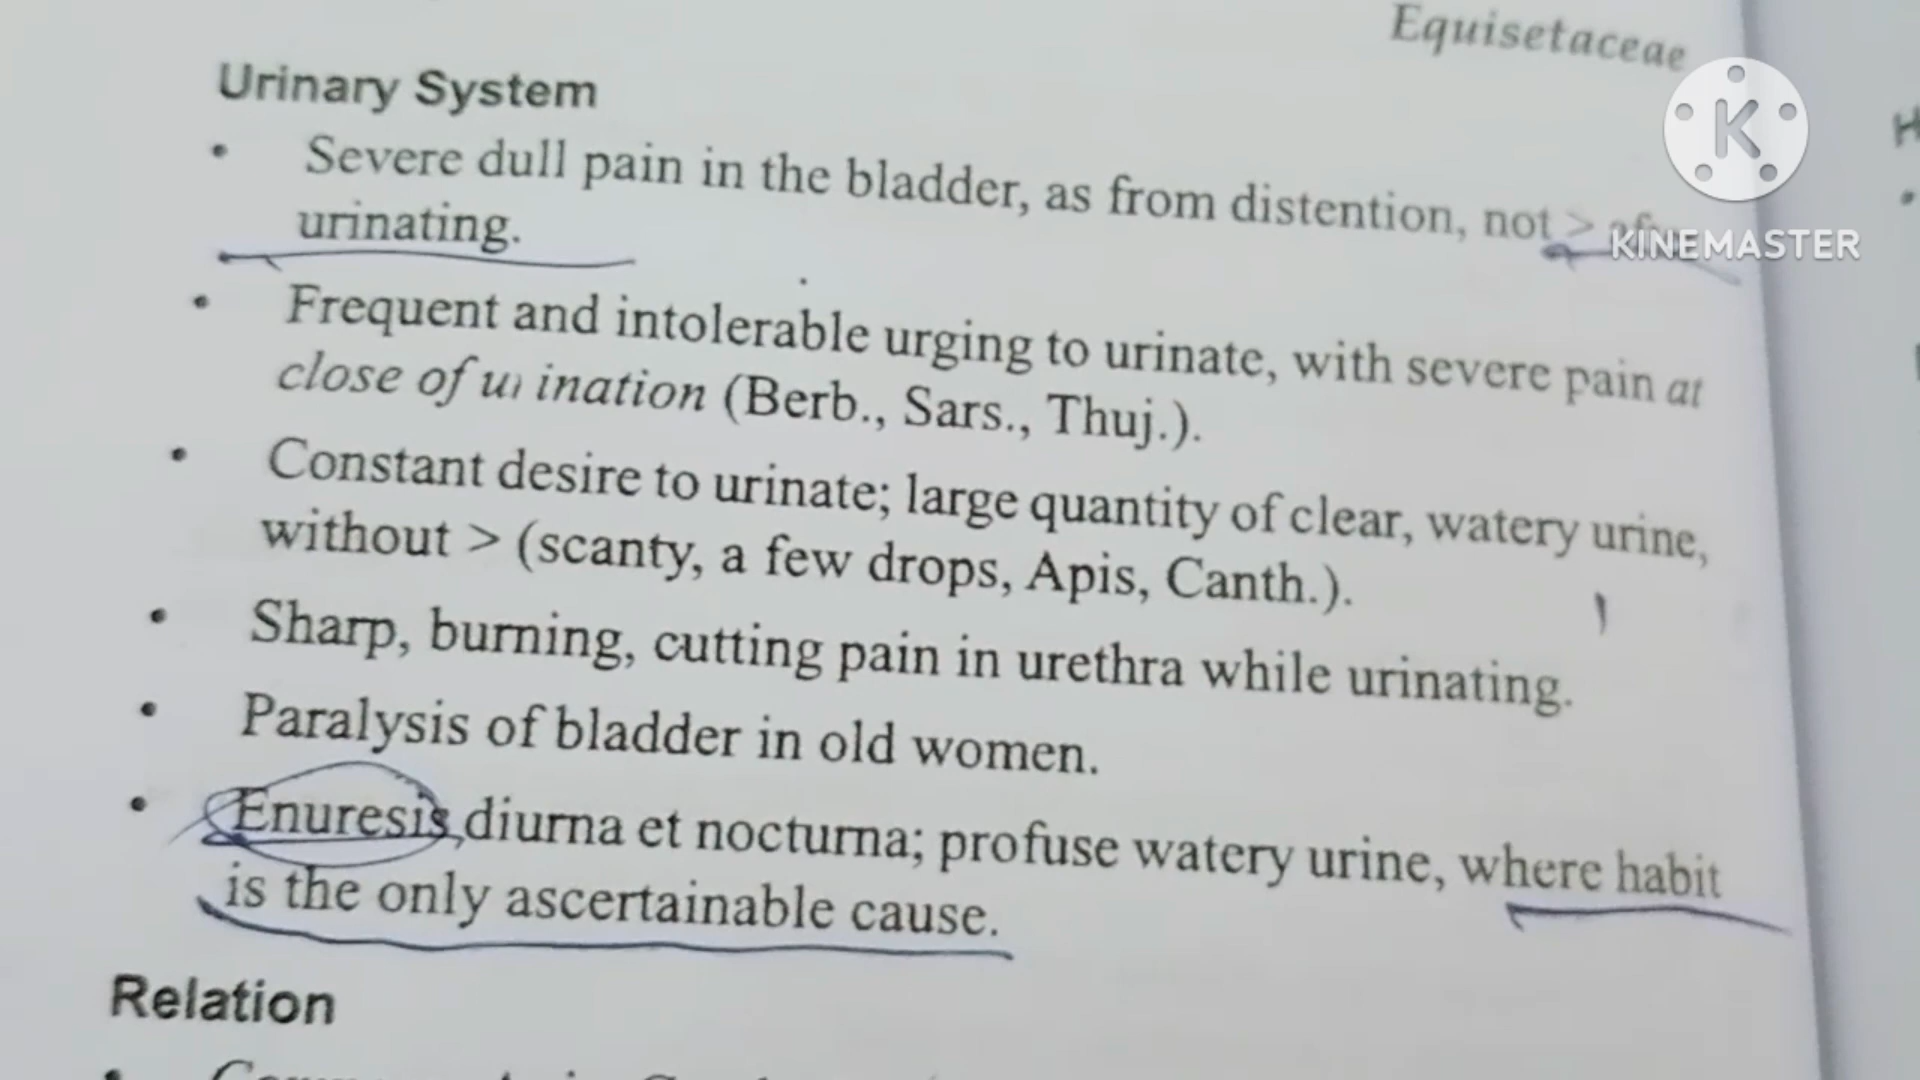 Equisetaceae
K
KINEMASTER
Urinary System
• Severe dull pain in the bladder, as from distention, not >
urinating.
• Frequent and intolerable urging to urinate, with severe pain at
close of u ination (Berb., Sars., Thuj.).
• Constant desire to urinate; large quantity of clear, watery urine,
without > (scanty, a few drops, Apis, Canth.).
• Sharp, burning, cutting pain in urethra while urinating.
• Paralysis of bladder in old women.
• Enuresis diurna et nocturna; profuse watery urine, where habit
is the only ascertainable cause.
Relation
H